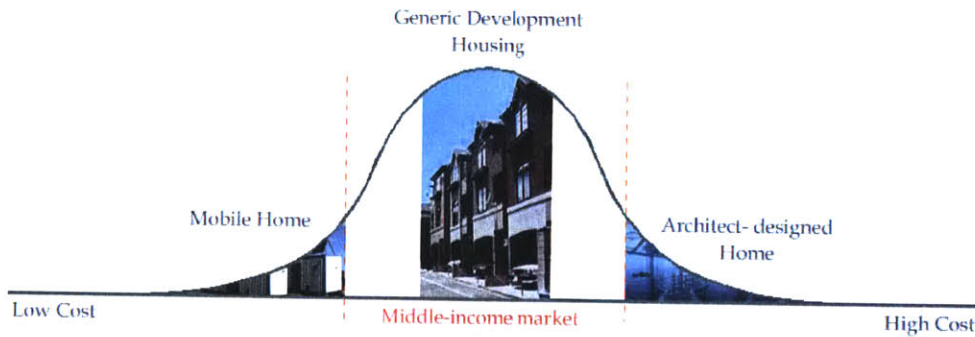 Generic Development
Housing
Mobile Home
Architect- designed
Home
Low Cost
Middle-income market
High Cost